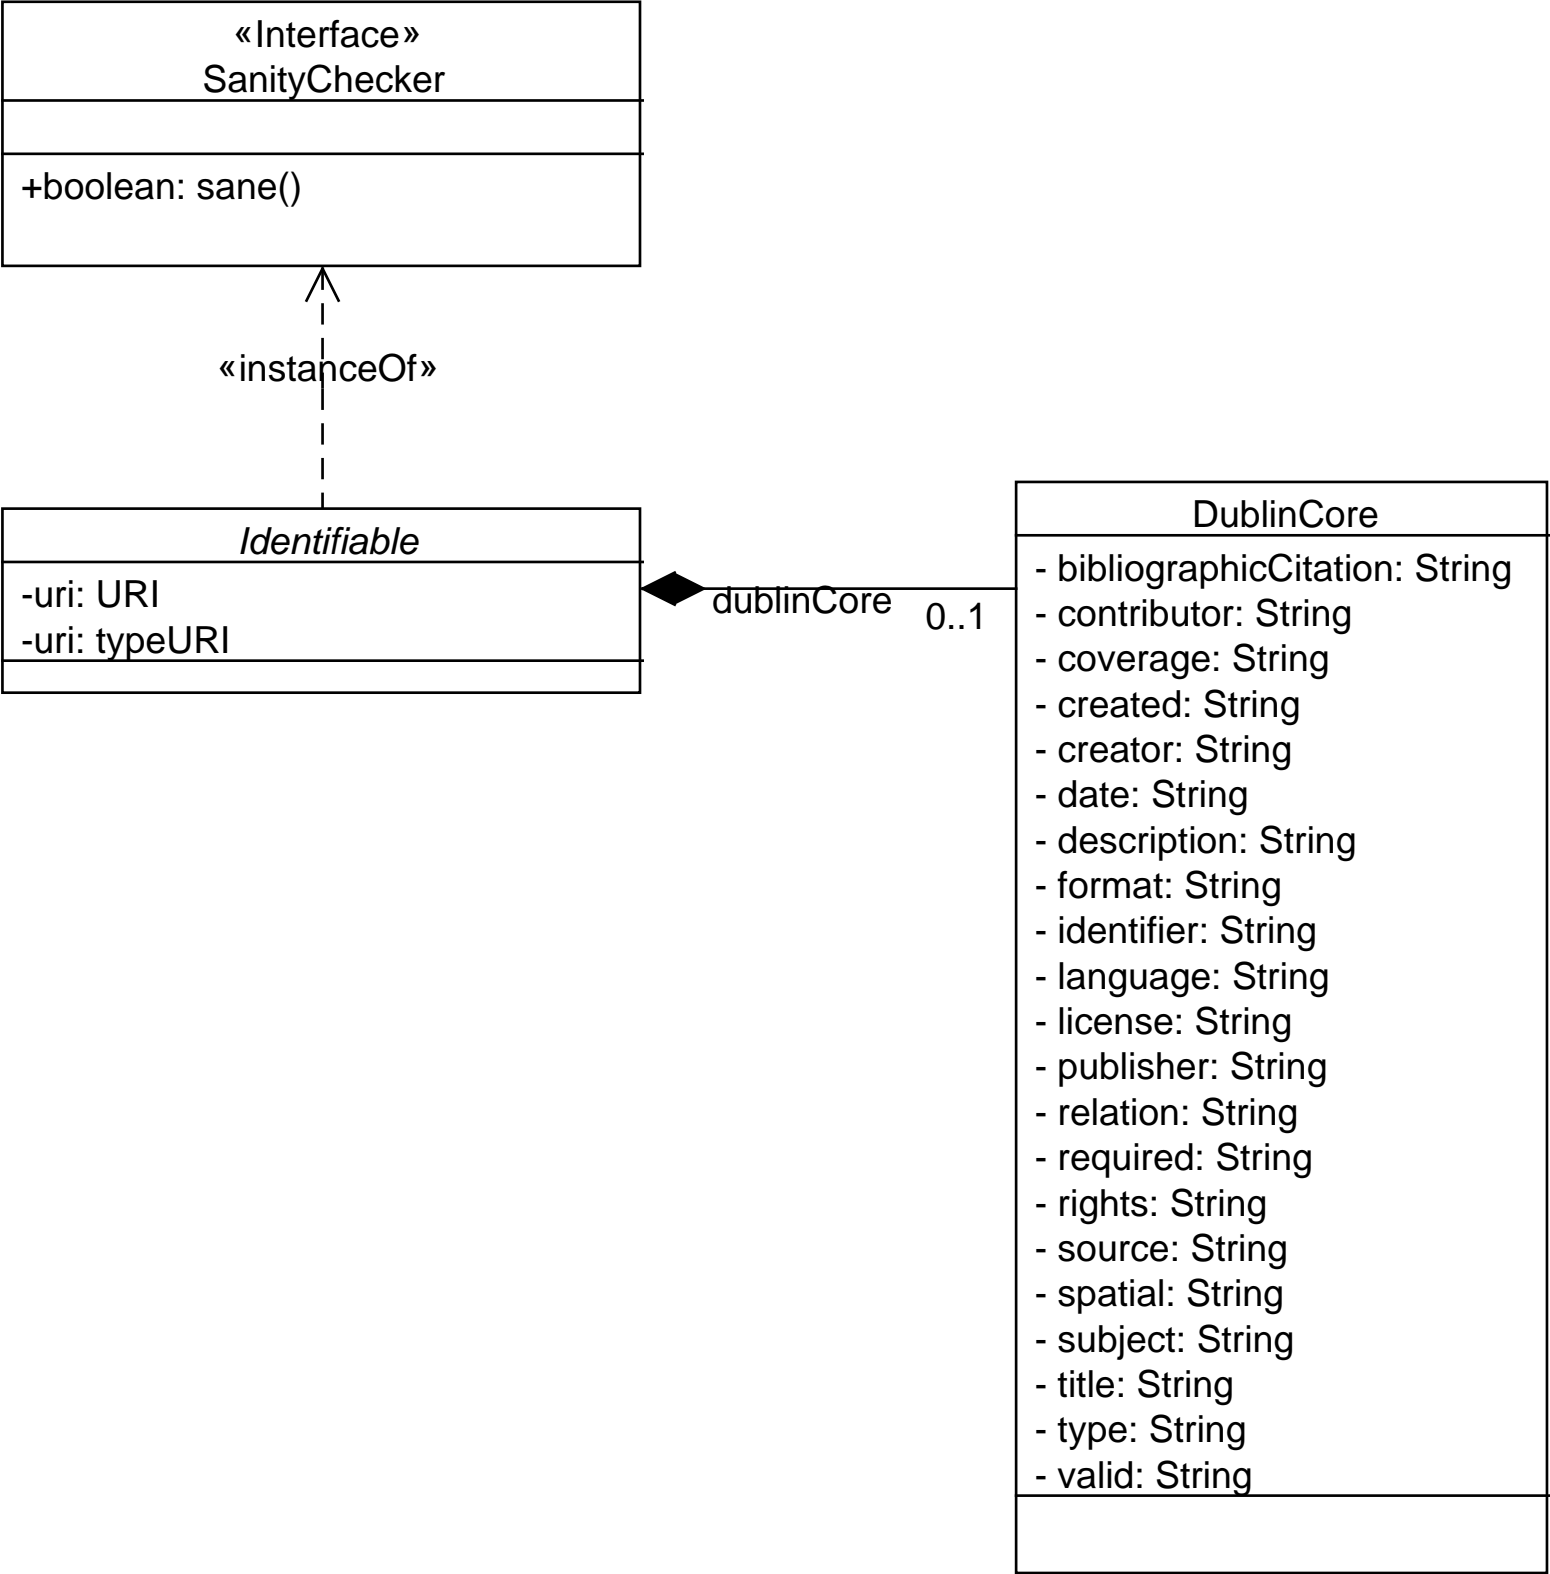 «Interface»
SanityChecker
+boolean: sane()
«instanceOf»
Identifiable
-uri: URI
-uri: typeURI
dublinCore
0..1
DublinCore
- bibliographicCitation: String
- contributor: String
- coverage: String
- created: String
- creator: String
- date: String
- description: String
- format: String
- identifier: String
- language: String
- license: String
- publisher: String
- relation: String
- required: String
- rights: String
- source: String
- spatial: String
- subject: String
- title: String
- type: String
- valid: String